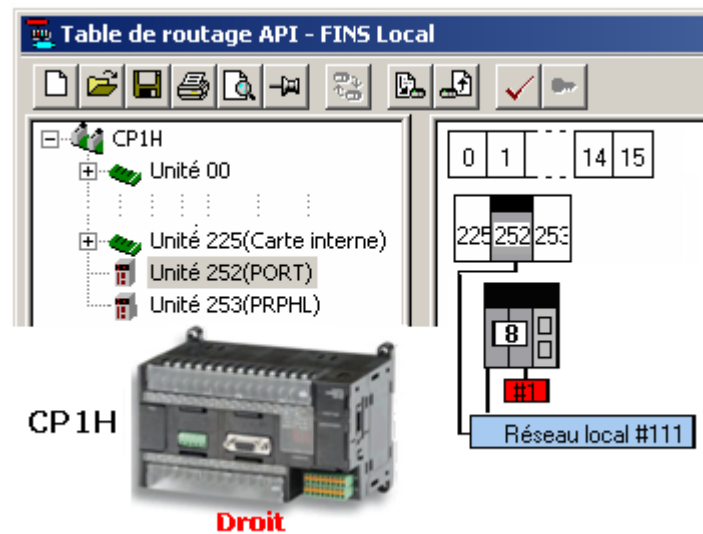 Table de routage API - FINS Local
CP1H
Unité 00
Unité 225(Carte interne)
Unité 252(PORT)
Unité 253(PRPHL)
0 1 14 15
225 252 253
8
#1
Réseau local #111
CP1H
Droit